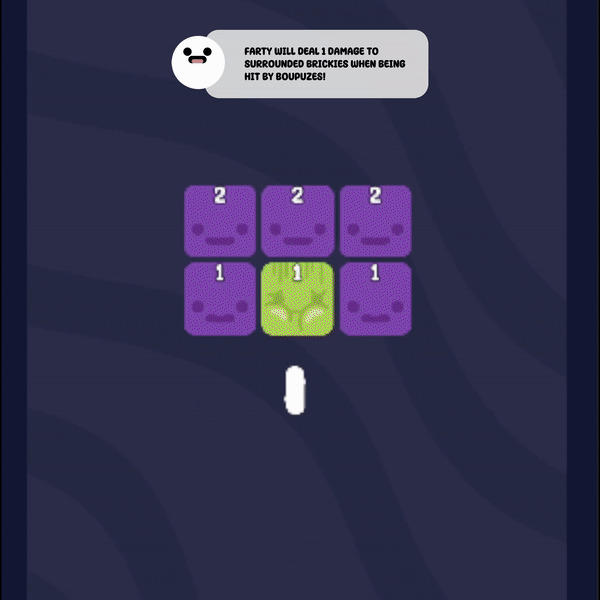 FARTY WILL DEAL 1 DAMAGE TO
SURROUNDED BRICKIES WHEN BEING
HIT BY BOUPUZES!
2 2 2
1 1 1